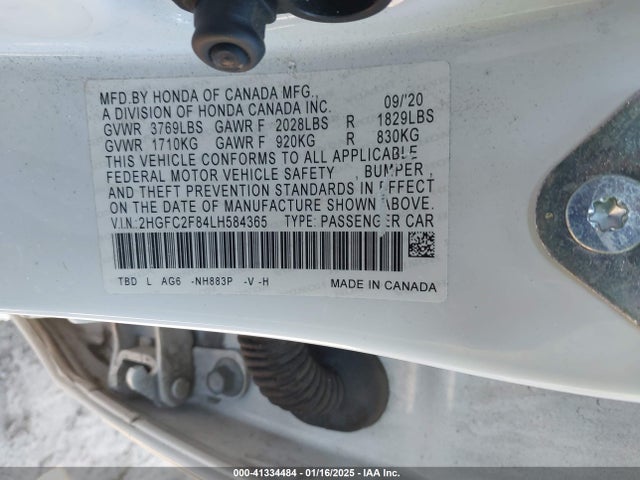 MFD.BY HONDA OF CANADA MFG.,
A DIVISION OF HONDA CANADA INC. 09/'20
GVWR 3769LBS GAWR F 2028LBS R 1829LBS
GVWR 1710KG GAWR F 920KG R 830KG
THIS VEHICLE CONFORMS TO ALL APPLICABLE
FEDERAL MOTOR VEHICLE SAFETY , BUMPER ,
AND THEFT PREVENTION STANDARDS IN EFFECT
ON THE DATE OF MANUFACTURE SHOWN ABOVE.
V.I.N.:2HGFC2F84LH584365 TYPE: PASSENGER CAR
TBD L AG6 -NH883P -V -H
MADE IN CANADA
000-41334484 - 01/16/2025 - IAA Inc.